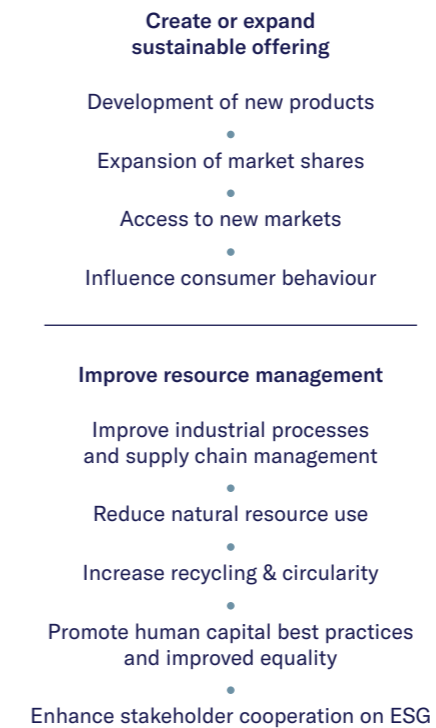 Create or expand
sustainable offering
Development of new products
•
Expansion of market shares
•
Access to new markets
•
Influence consumer behaviour
Improve resource management
Improve industrial processes
and supply chain management
•
Reduce natural resource use
•
Increase recycling & circularity
•
Promote human capital best practices
and improved equality
•
Enhance stakeholder cooperation on ESG